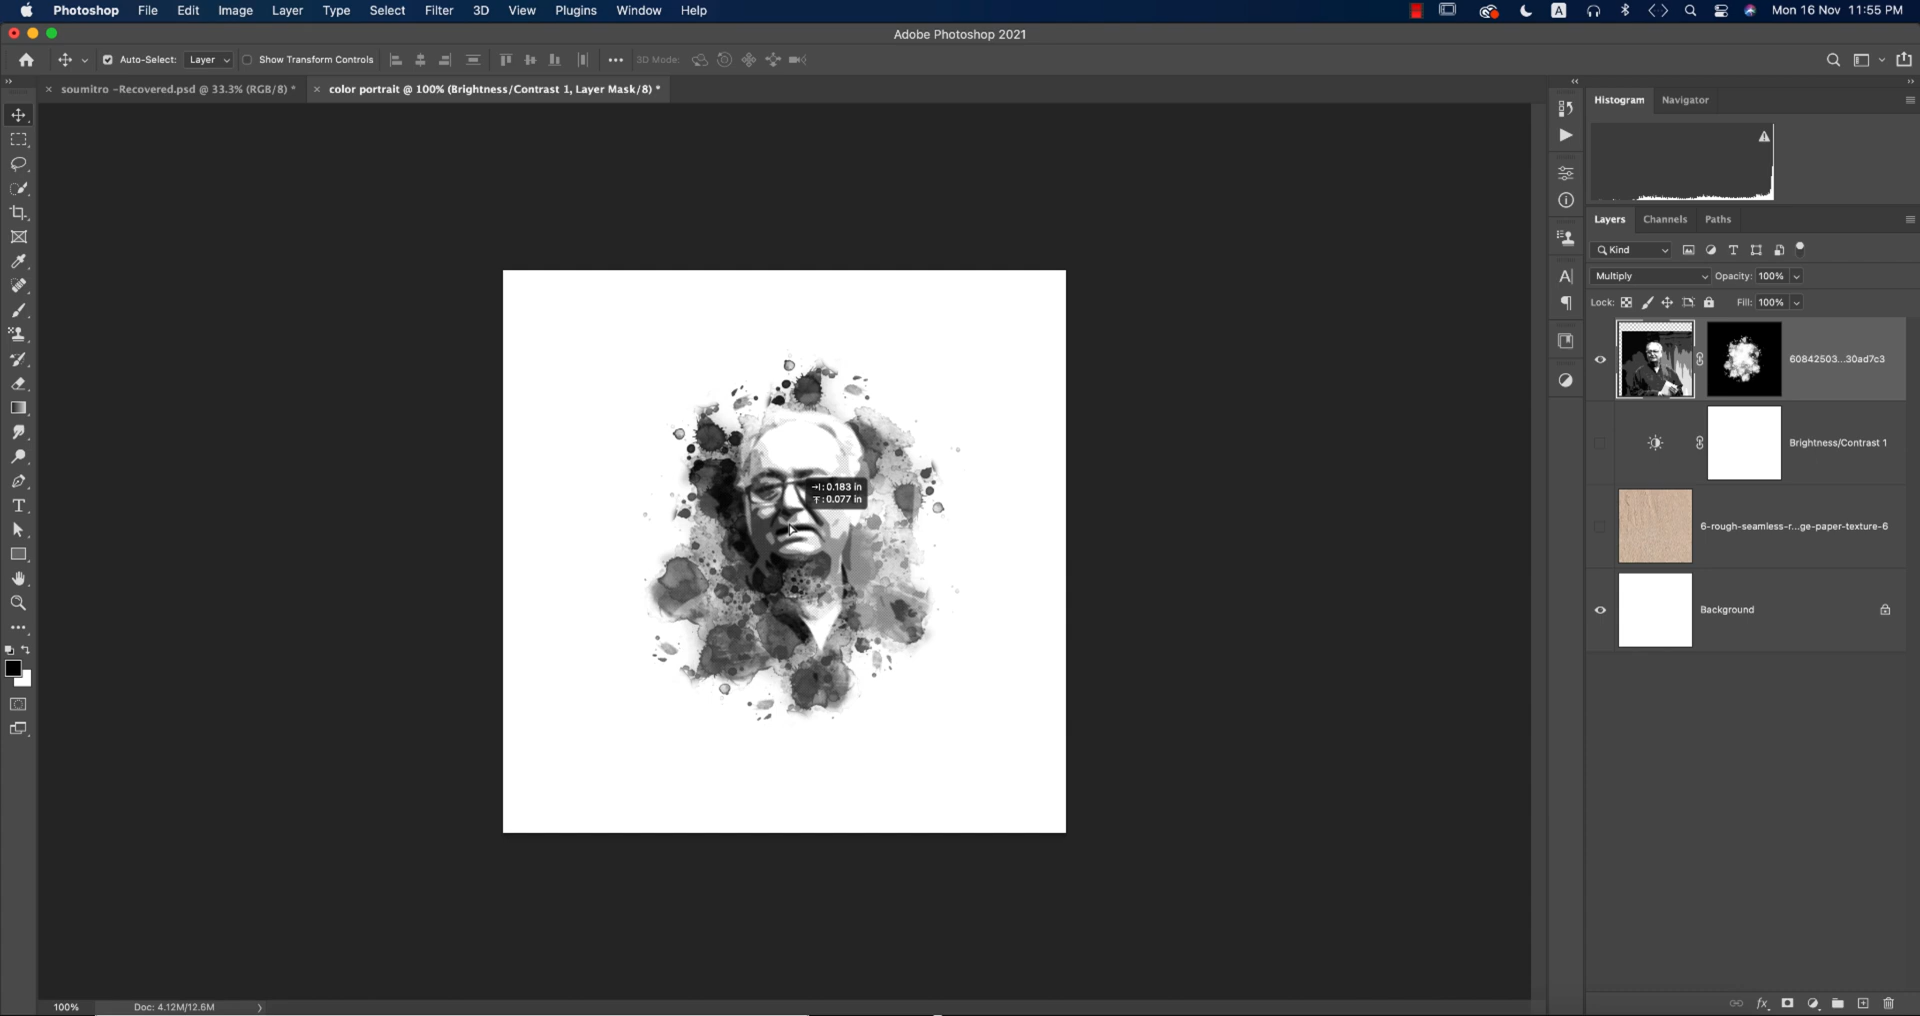 Photoshop File Edit Image Layer Type Select Filter 3D View Plugins Window Help A Mon 16 Nov 11:55 PM
Adobe Photoshop 2021
Auto-Select: Layer Show Transform Controls 3D Mode:
soumitro -Recovered.psd @ 33.3% (RGB/8) * color portrait @ 100% (Brightness/Contrast 1, Layer Mask/8) *
Histogram Navigator
Layers Channels Paths
Kind
Multiply Opacity: 100%
Lock: Fill: 100%
60842503...30ad7c3
Brightness/Contrast 1
: 0.183 in
: 0.077 in
6-rough-seamless-r...ge-paper-texture-6
Background
100% Doc: 4.12M/12.6M